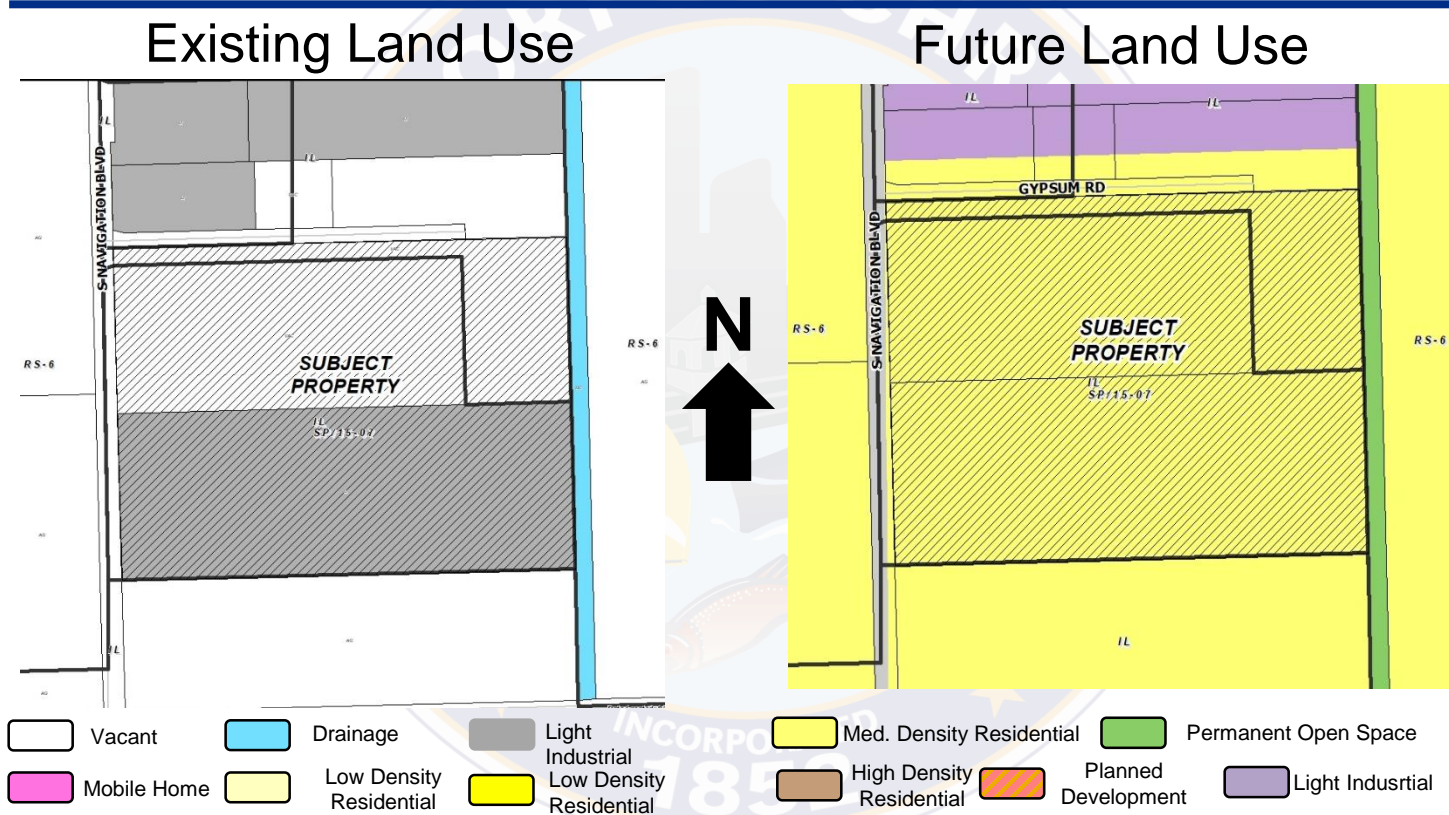 Existing Land Use
Future Land Use
IL
IL
S NAVIGATION BLVD
RS-6
SUBJECT
PROPERTY
IL
SP/15-07
RS-6
IL
N
IL
IL
GYPSUM RD
S NAVIGATION BLVD
RS-6
SUBJECT
PROPERTY
IL
SP/15-07
RS-6
IL
INCORPO
1852
Vacant
Drainage
Light
Industrial
Mobile Home
Low Density
Residential
Low Density
Residential
Med. Density Residential
Permanent Open Space
High Density
Residential
Planned
Development
Light Indusrtial